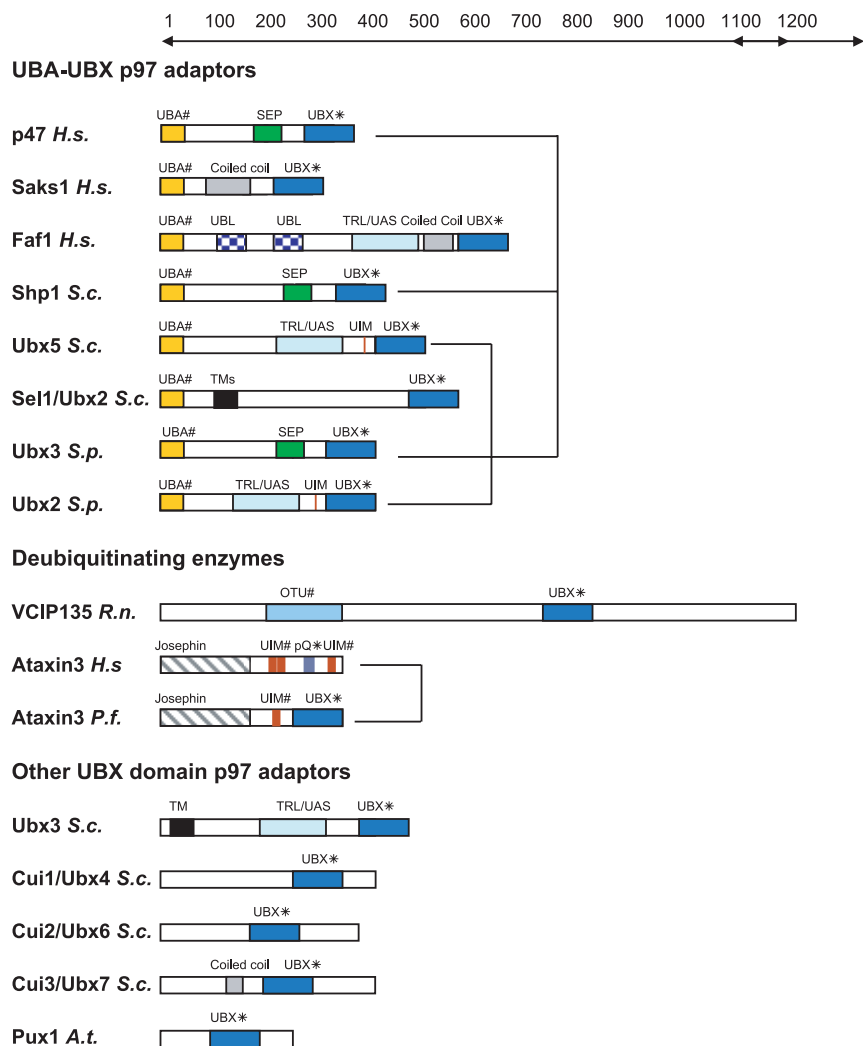 1 100 200 300 400 500 600 700 800 900 1000 1100 1200
UBA-UBX p97 adaptors
UBA# SEP UBX*
p47 H.s.
UBA# Coiled coil UBX*
Saks1 H.s.
UBA# UBL UBL TRL/UAS Coiled Coil UBX*
Faf1 H.s.
UBA# SEP UBX*
Shp1 S.c.
UBA# TRL/UAS UIM UBX*
Ubx5 S.c.
UBA# TMs UBX*
Sel1/Ubx2 S.c.
UBA# SEP UBX*
Ubx3 S.p.
UBA# TRL/UAS UIM UBX*
Ubx2 S.p.
Deubiquitinating enzymes
OTU# UBX*
VCIP135 R.n.
Josephin UIM# pQ* UIM#
Ataxin3 H.s
Josephin UIM# UBX*
Ataxin3 P.f.
Other UBX domain p97 adaptors
TM TRL/UAS UBX*
Ubx3 S.c.
UBX*
Cui1/Ubx4 S.c.
UBX*
Cui2/Ubx6 S.c.
Coiled coil UBX*
Cui3/Ubx7 S.c.
UBX*
Pux1 A.t.